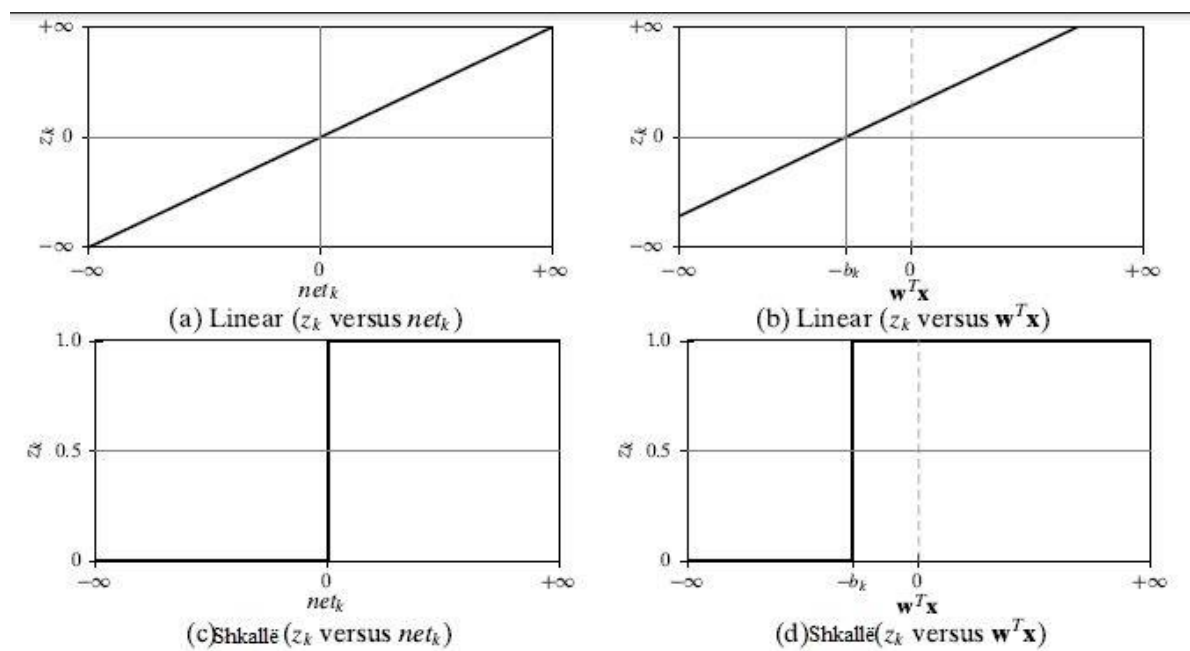 +∞ +∞
z_k 0 z_k 0
−∞ −∞
−∞ 0 +∞ −∞ −b_k 0 +∞
net_k w^T x
(a) Linear (z_k versus net_k) (b) Linear (z_k versus w^T x)
1.0 1.0
z_k 0.5 z_k 0.5
0 0
−∞ 0 +∞ −∞ −b_k 0 +∞
net_k w^T x
(c)Shkallë (z_k versus net_k) (d)Shkallë(z_k versus w^T x)